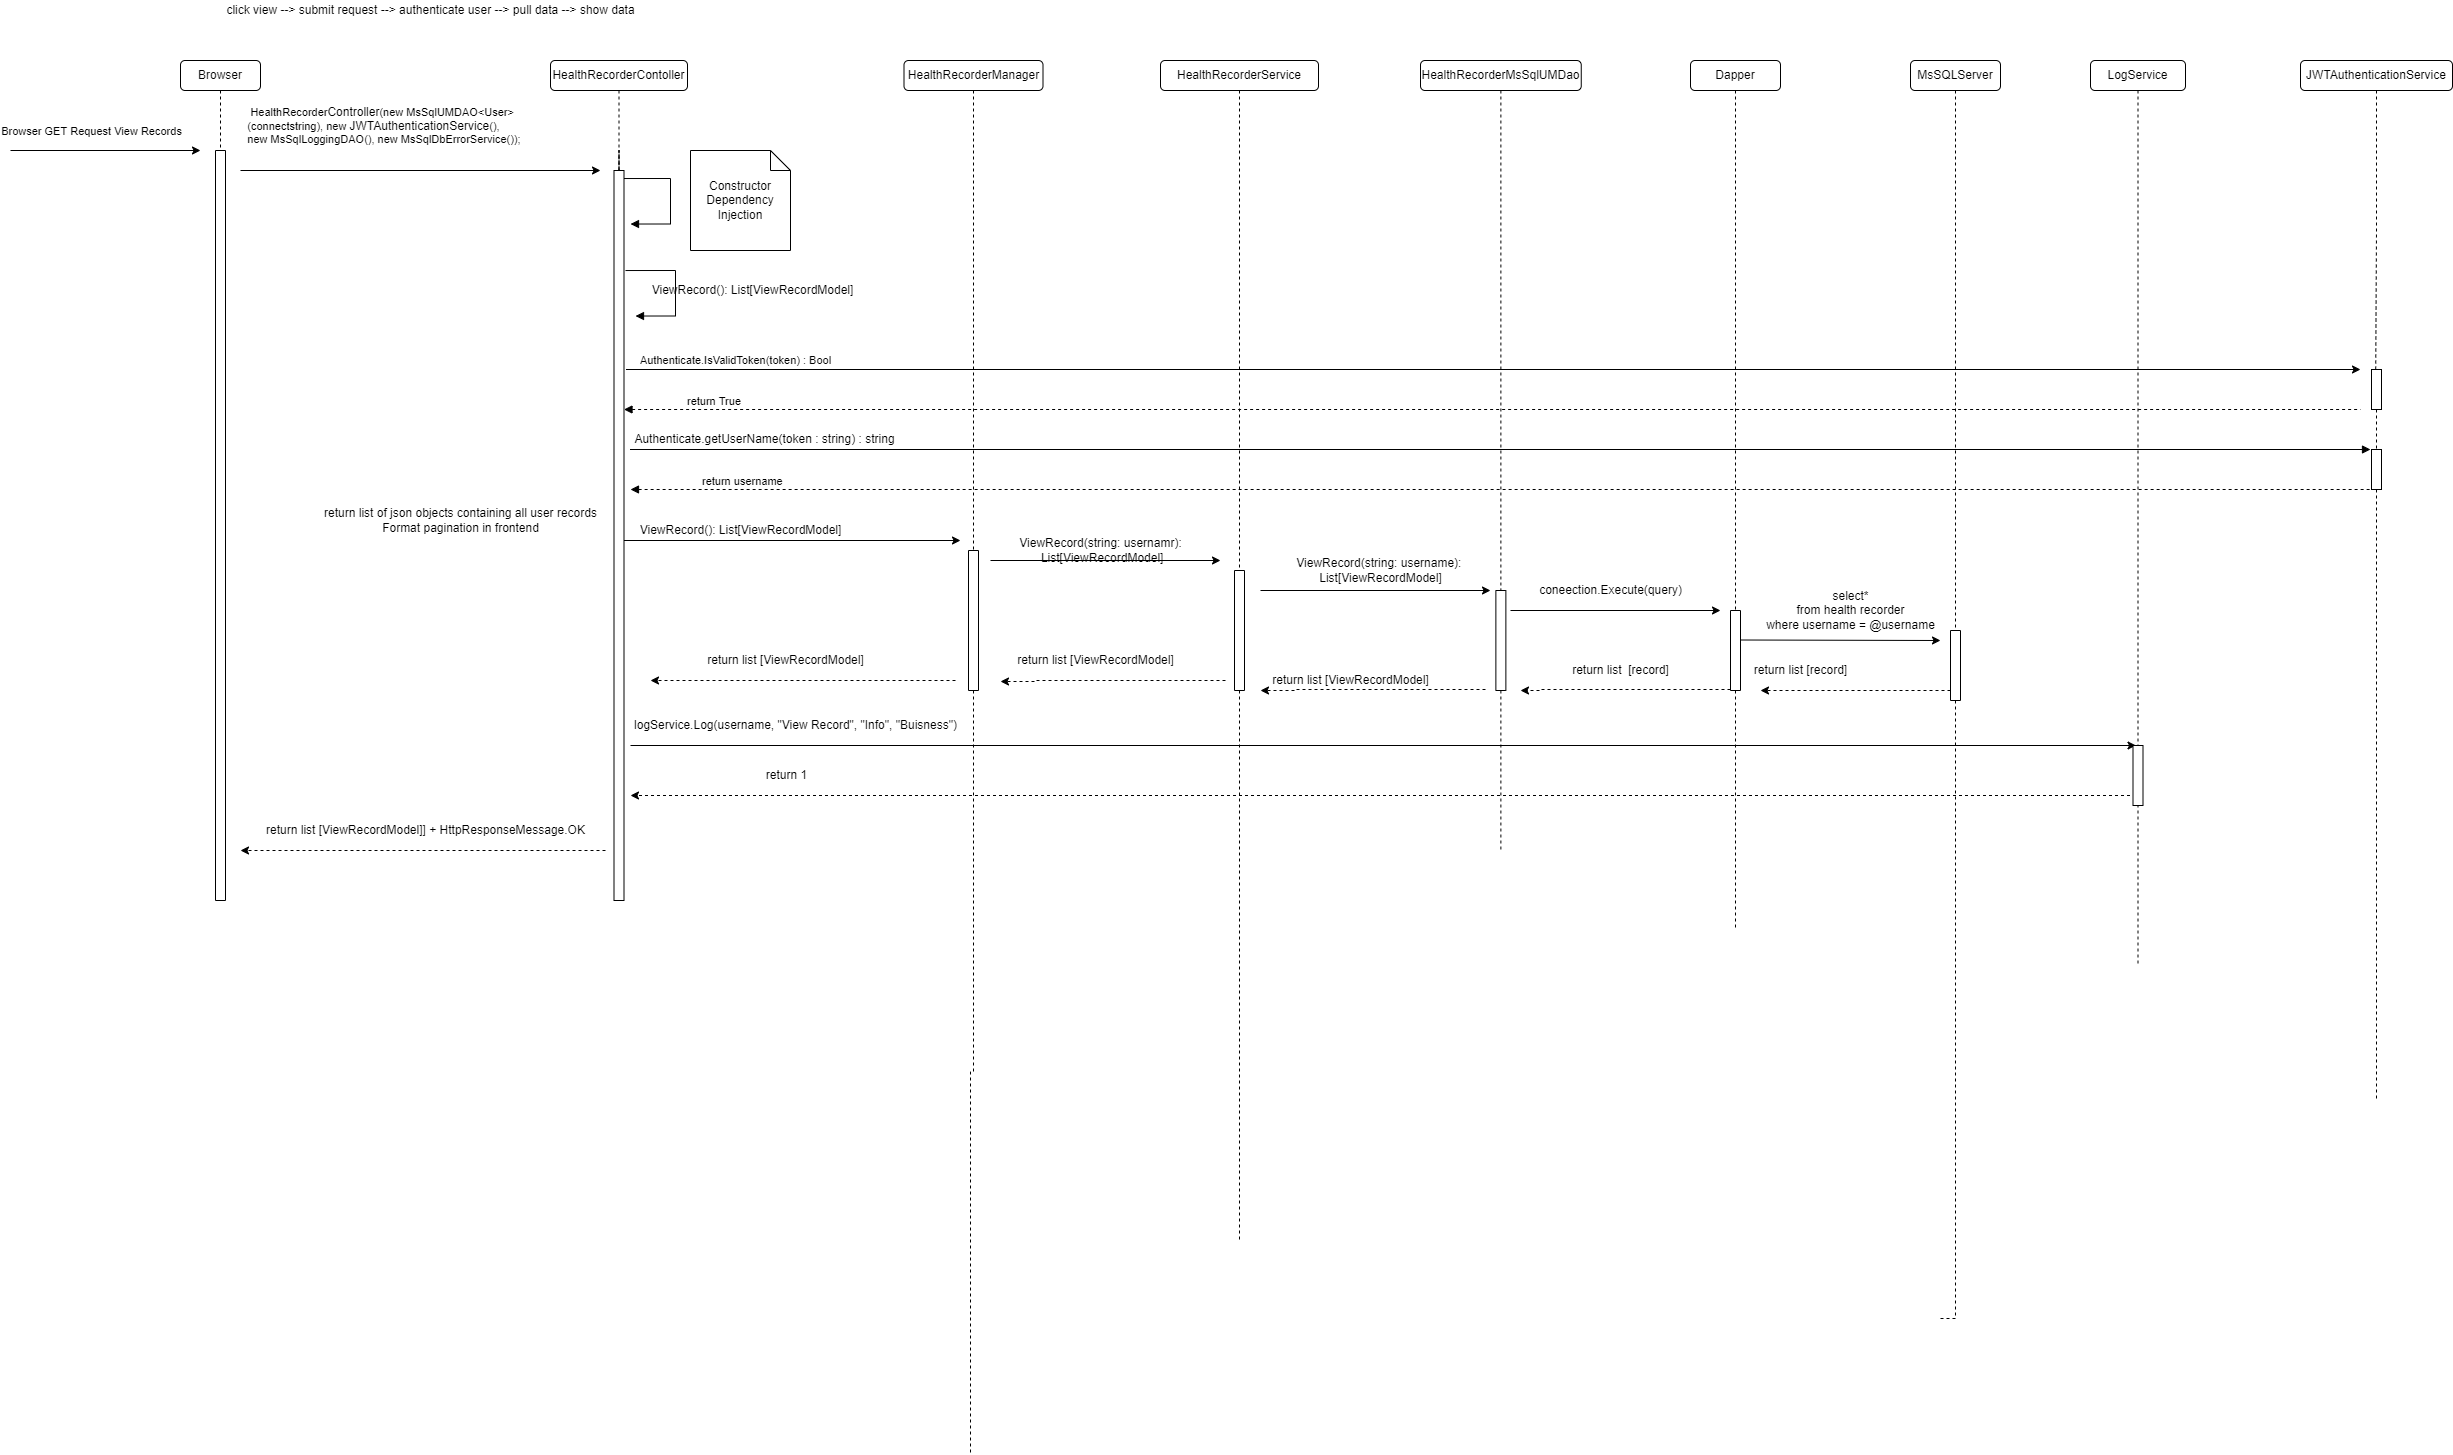 click view --> submit request --> authenticate user --> pull data --> show data
Browser
HealthRecorderContoller
HealthRecorderManager
HealthRecorderService
HealthRecorderMsSqlUMDao
Dapper
MsSQLServer
LogService
JWTAuthenticationService
Browser GET Request View Records
HealthRecorderController(new MsSqlUMDAO<User>
(connectstring), new JWTAuthenticationService(),
new MsSqlLoggingDAO(), new MsSqlDbErrorService());
Constructor
Dependency
Injection
ViewRecord(): List[ViewRecordModel]
Authenticate.IsValidToken(token) : Bool
return True
Authenticate.getUserName(token : string) : string
return username
return list of json objects containing all user records
Format pagination in frontend
ViewRecord(): List[ViewRecordModel]
ViewRecord(string: usernamr):
List[ViewRecordModel]
ViewRecord(string: username):
List[ViewRecordModel]
coneection.Execute(query)
select*
from health recorder
where username = @username
return list [ViewRecordModel]
return list [ViewRecordModel]
return list [ViewRecordModel]
return list  [record]
return list [record]
logService.Log(username, "View Record", "Info", "Buisness")
return 1
return list [ViewRecordModel]] + HttpResponseMessage.OK